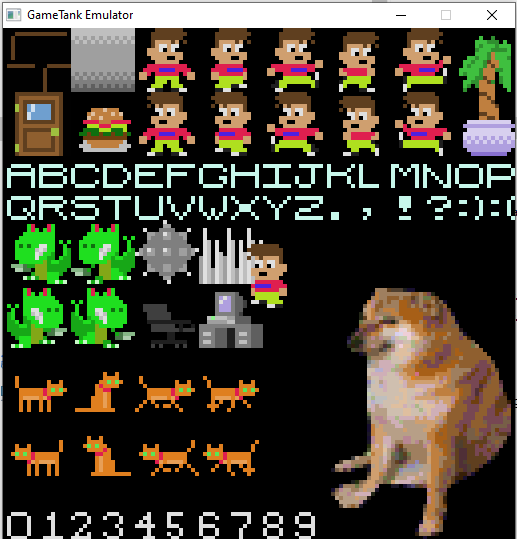 GameTank Emulator
ABCDEFGHIJKLMNOP
QRSTUVWXYZ.,!?:;(
0123456789